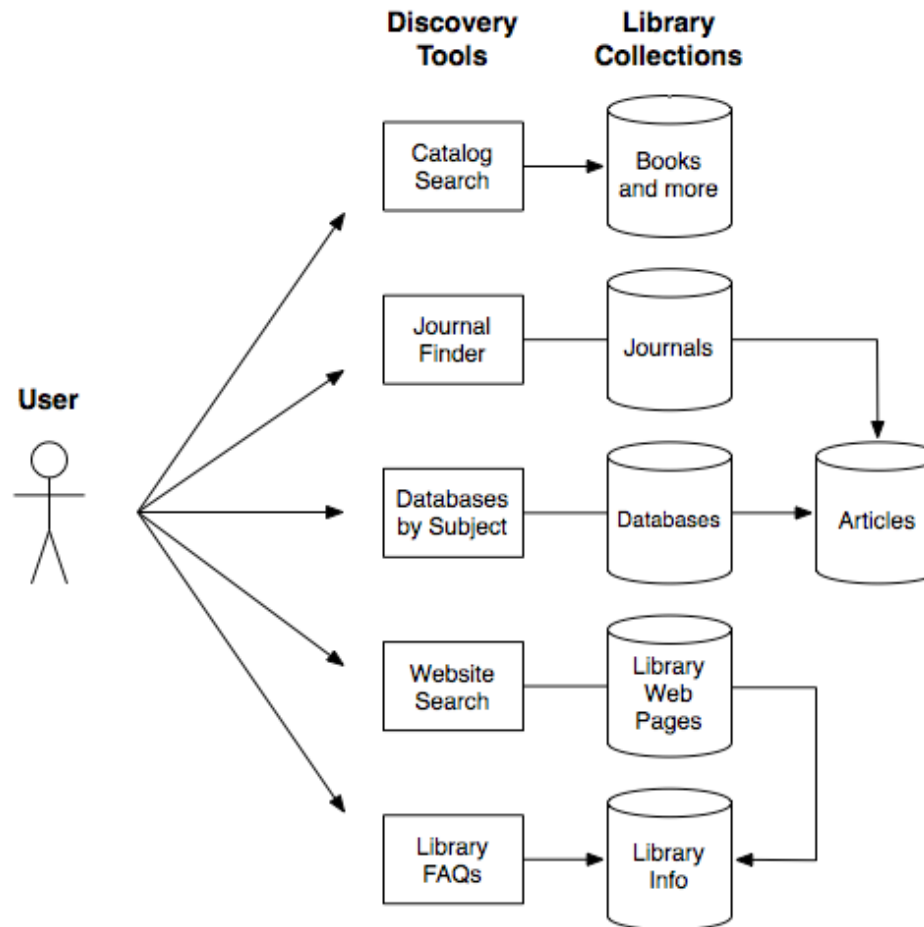 Discovery
Tools
Library
Collections
Catalog
Search
Books
and more
Journal
Finder
Journals
User
Databases
by Subject
Databases
Articles
Website
Search
Library
Web
Pages
Library
FAQs
Library
Info